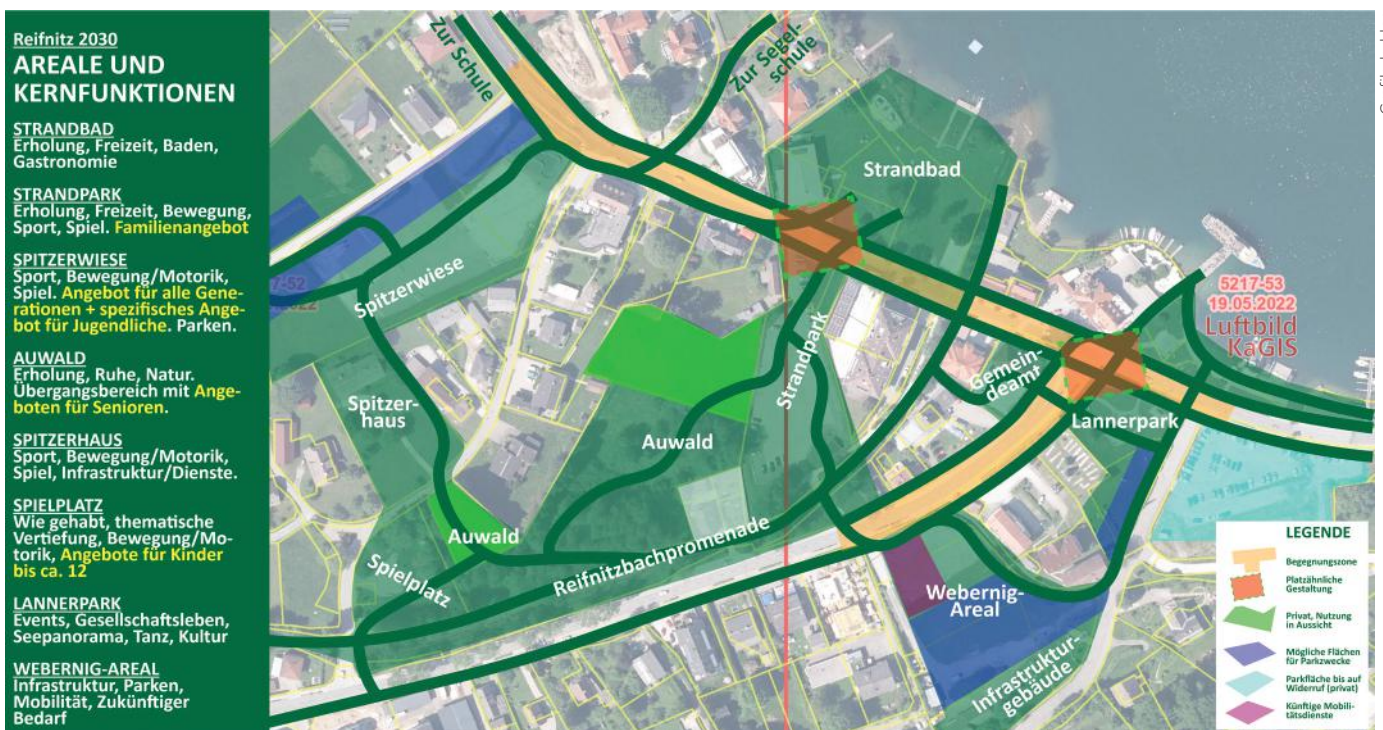 Reifnitz 2030
AREALE UND
KERNFUNKTIONEN
STRANDBAD
Erholung, Freizeit, Baden,
Gastronomie
STRANDPARK
Erholung, Freizeit, Bewegung,
Sport, Spiel. Familienangebot
SPITZERWIESE
Sport, Bewegung/Motorik,
Spiel. Angebot für alle Gene-
rationen + spezifisches Ange-
bot für Jugendliche. Parken.
AUWALD
Erholung, Ruhe, Natur.
Übergangsbereich mit Ange-
boten für Senioren.
SPITZERHAUS
Sport, Bewegung/Motorik,
Spiel, Infrastruktur/Dienste.
SPIELPLATZ
Wie gehabt, thematische
Vertiefung, Bewegung/Mo-
torik, Angebote für Kinder
bis ca. 12
LANNERPARK
Events, Gesellschaftsleben,
Seepanorama, Tanz, Kultur
WEBERNIG-AREAL
Infrastruktur, Parken,
Mobilität, Zukünftiger
Bedarf
Zur Schule
Zur Segel-
schule
Strandbad
Spitzerwiese
7-52
2022
5217-53
19.05.2022
Luftbild
KaGIS
Strandpark
Gemein-
deamt
Lannerpark
Spitzer-
haus
Auwald
Auwald
Reifnitzbachpromenade
Spielplatz
Webernig-
Areal
Infrastruktur-
gebäude
LEGENDE
Begegnungszone
Platzähnliche
Gestaltung
Privat, Nutzung
in Aussicht
Mögliche Flächen
für Parkzwecke
Parkfläche bis auf
Widerruf (privat)
Künftige Mobili-
tätsdienste